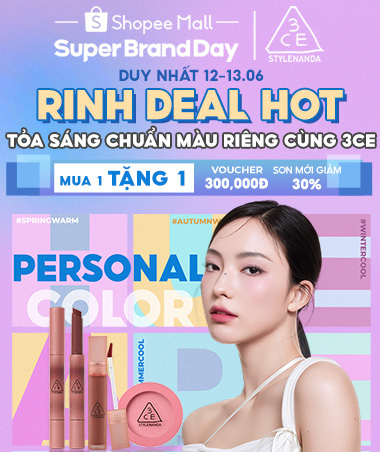 Shopee Mall
Super Brand Day
3CE
STYLENANDA
DUY NHẤT 12-13.06
RINH DEAL HOT
TỎA SÁNG CHUẨN MÀU RIÊNG CÙNG 3CE
MUA 1 TẶNG 1
VOUCHER
300,000Đ
SON MỚI GIẢM
30%
#SPRINGWARM
#AUTUMNW
#WINTERCOOL
PERSONAL
COLOR
MMERCOOL
3CE
3CE
3CE
STYLENANDA